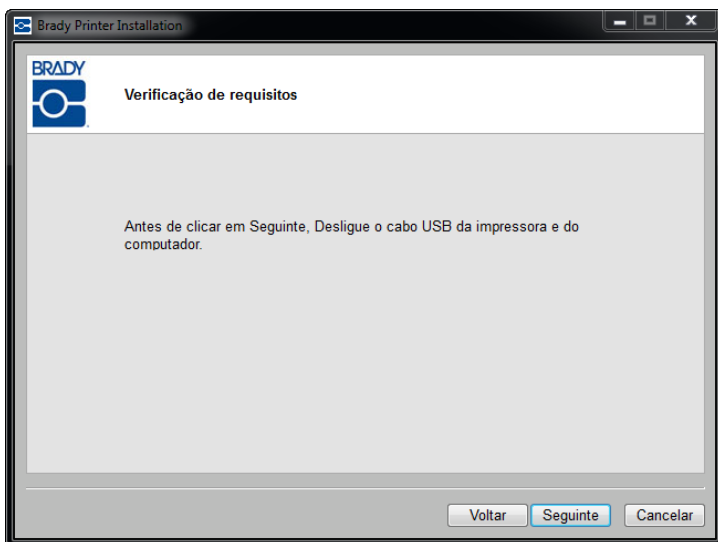 Brady Printer Installation
BRADY
Verificação de requisitos
Antes de clicar em Seguinte, Desligue o cabo USB da impressora e do
computador.
Voltar Seguinte Cancelar